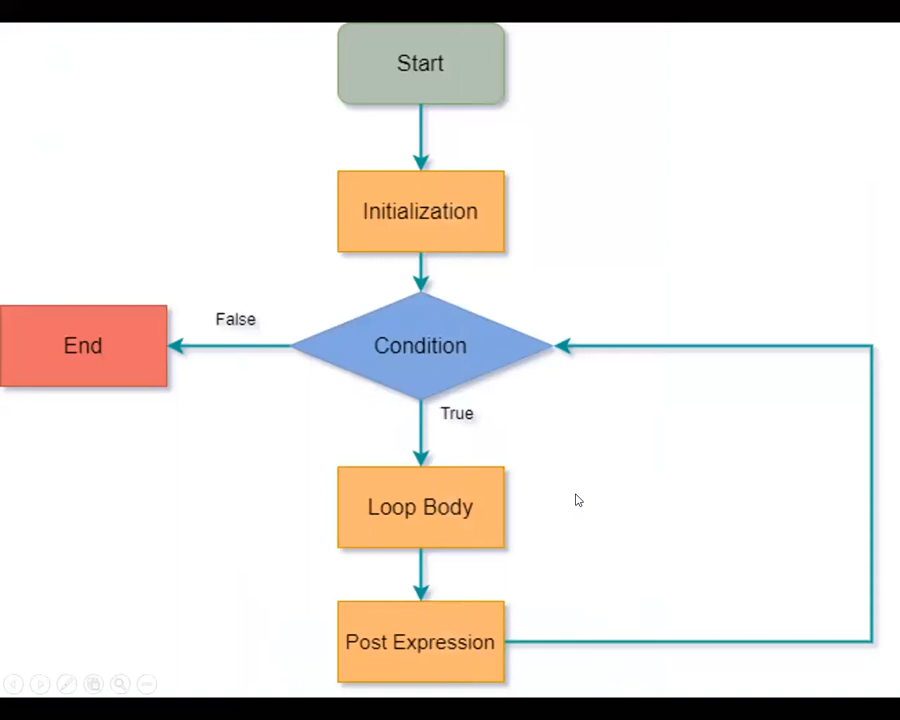 Start
Initialization
False
End
Condition
True
Loop Body
Post Expression